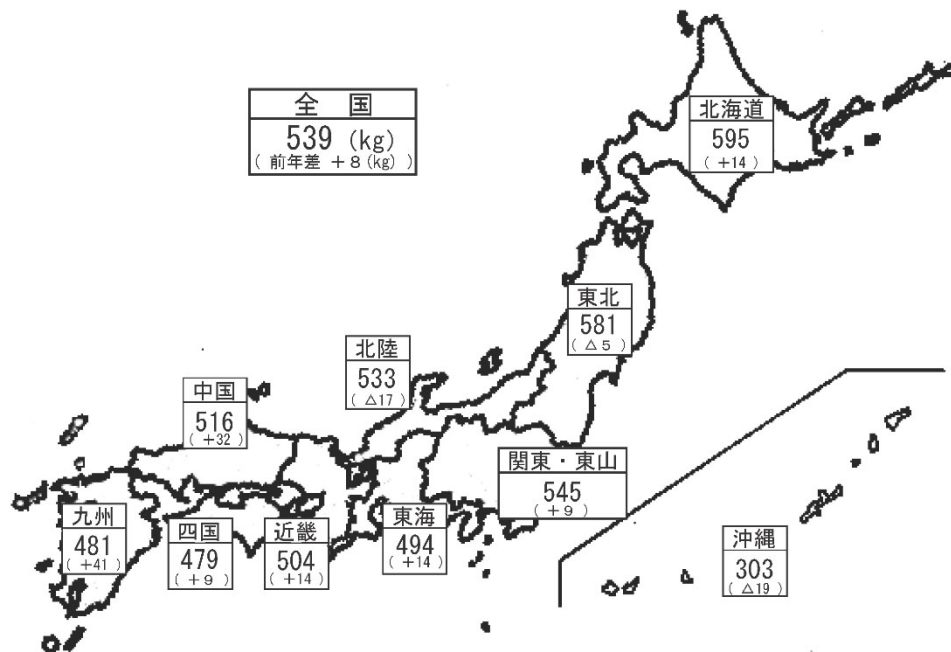 全　国
539 (kg)
( 前年差 +8(kg) )
北海道
595
( +14 )
東北
581
( △5 )
北陸
533
( △17 )
中国
516
( +32 )
関東・東山
545
( +9 )
九州
481
( +41 )
四国
479
( +9 )
近畿
504
( +14 )
東海
494
( +14 )
沖縄
303
( △19 )